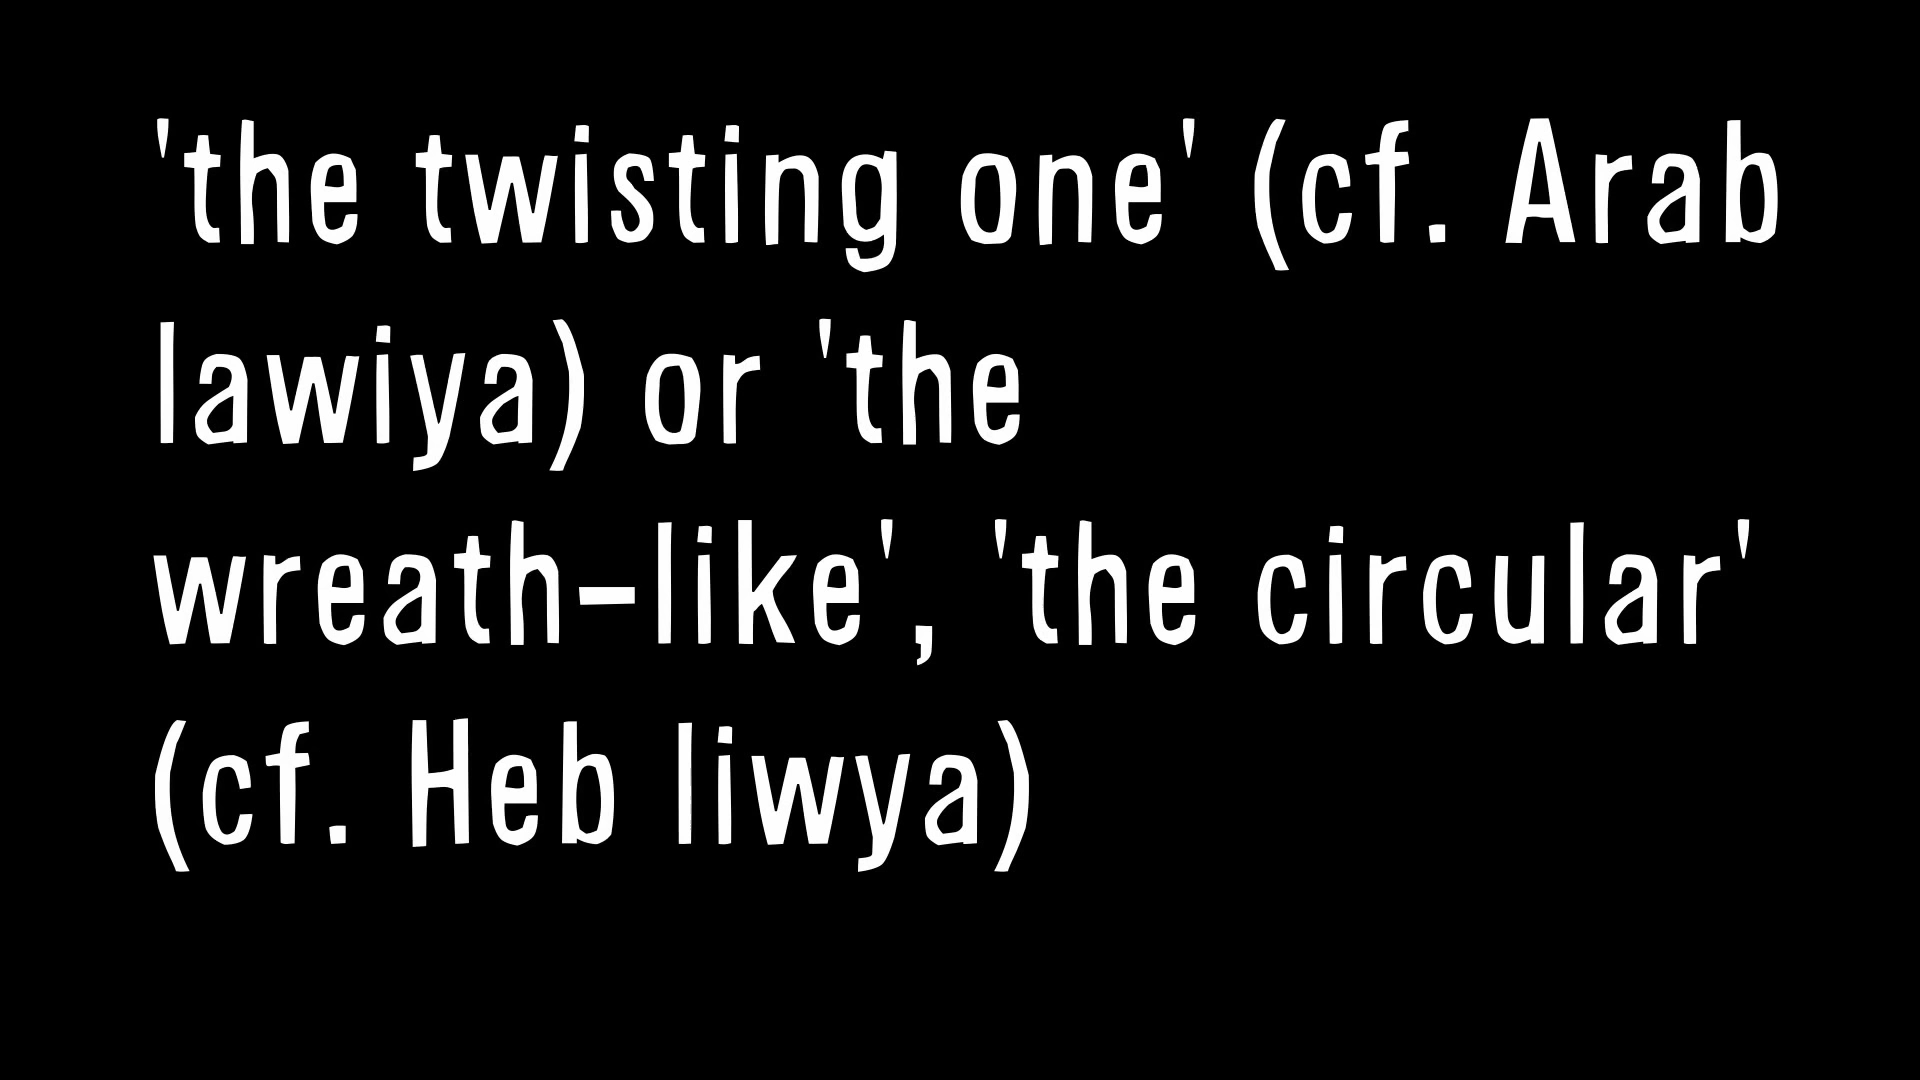 'the twisting one' (cf. Arab
lawiya) or 'the
wreath-like', 'the circular'
(cf. Heb liwya)